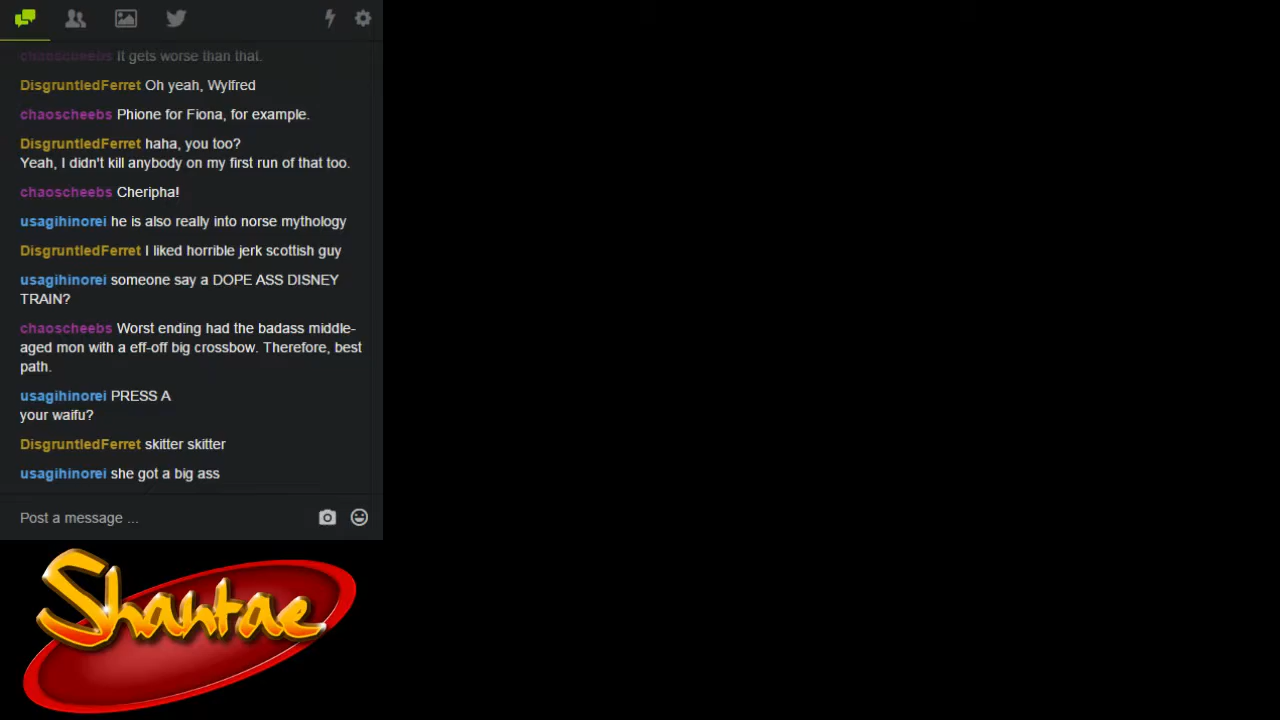 chaoscheebs It gets worse than that.
DisgruntledFerret Oh yeah, Wylfred
chaoscheebs Phione for Fiona, for example.
DisgruntledFerret haha, you too?
Yeah, I didn't kill anybody on my first run of that too.
chaoscheebs Cheripha!
usagihinorei he is also really into norse mythology
DisgruntledFerret I liked horrible jerk scottish guy
usagihinorei someone say a DOPE ASS DISNEY
TRAIN?
chaoscheebs Worst ending had the badass middle-
aged mon with a eff-off big crossbow. Therefore, best
path.
usagihinorei PRESS A
your waifu?
DisgruntledFerret skitter skitter
usagihinorei she got a big ass
Post a message ...
Shantae